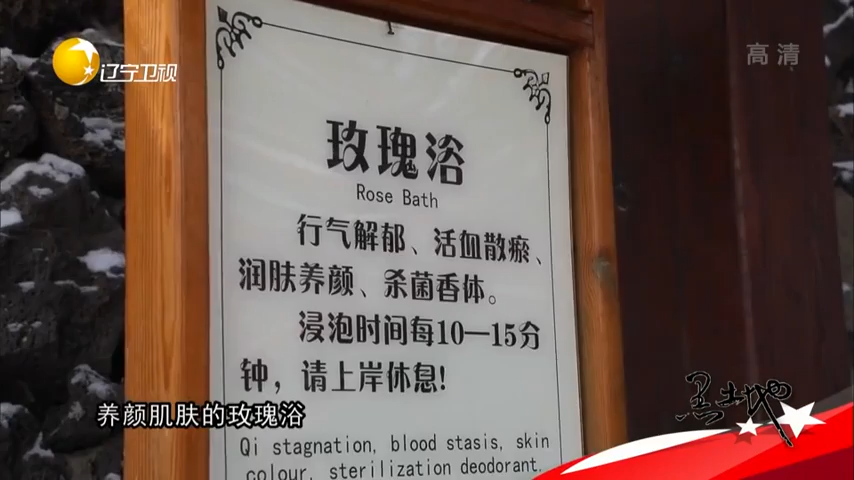 辽宁卫视
高清
玫瑰浴
Rose Bath
行气解郁、活血散瘀、
润肤养颜、杀菌香体。
浸泡时间每10—15分
钟，请上岸休息!
Qi stagnation, blood stasis, skin
colour, sterilization deodorant.
养颜肌肤的玫瑰浴
黑土地